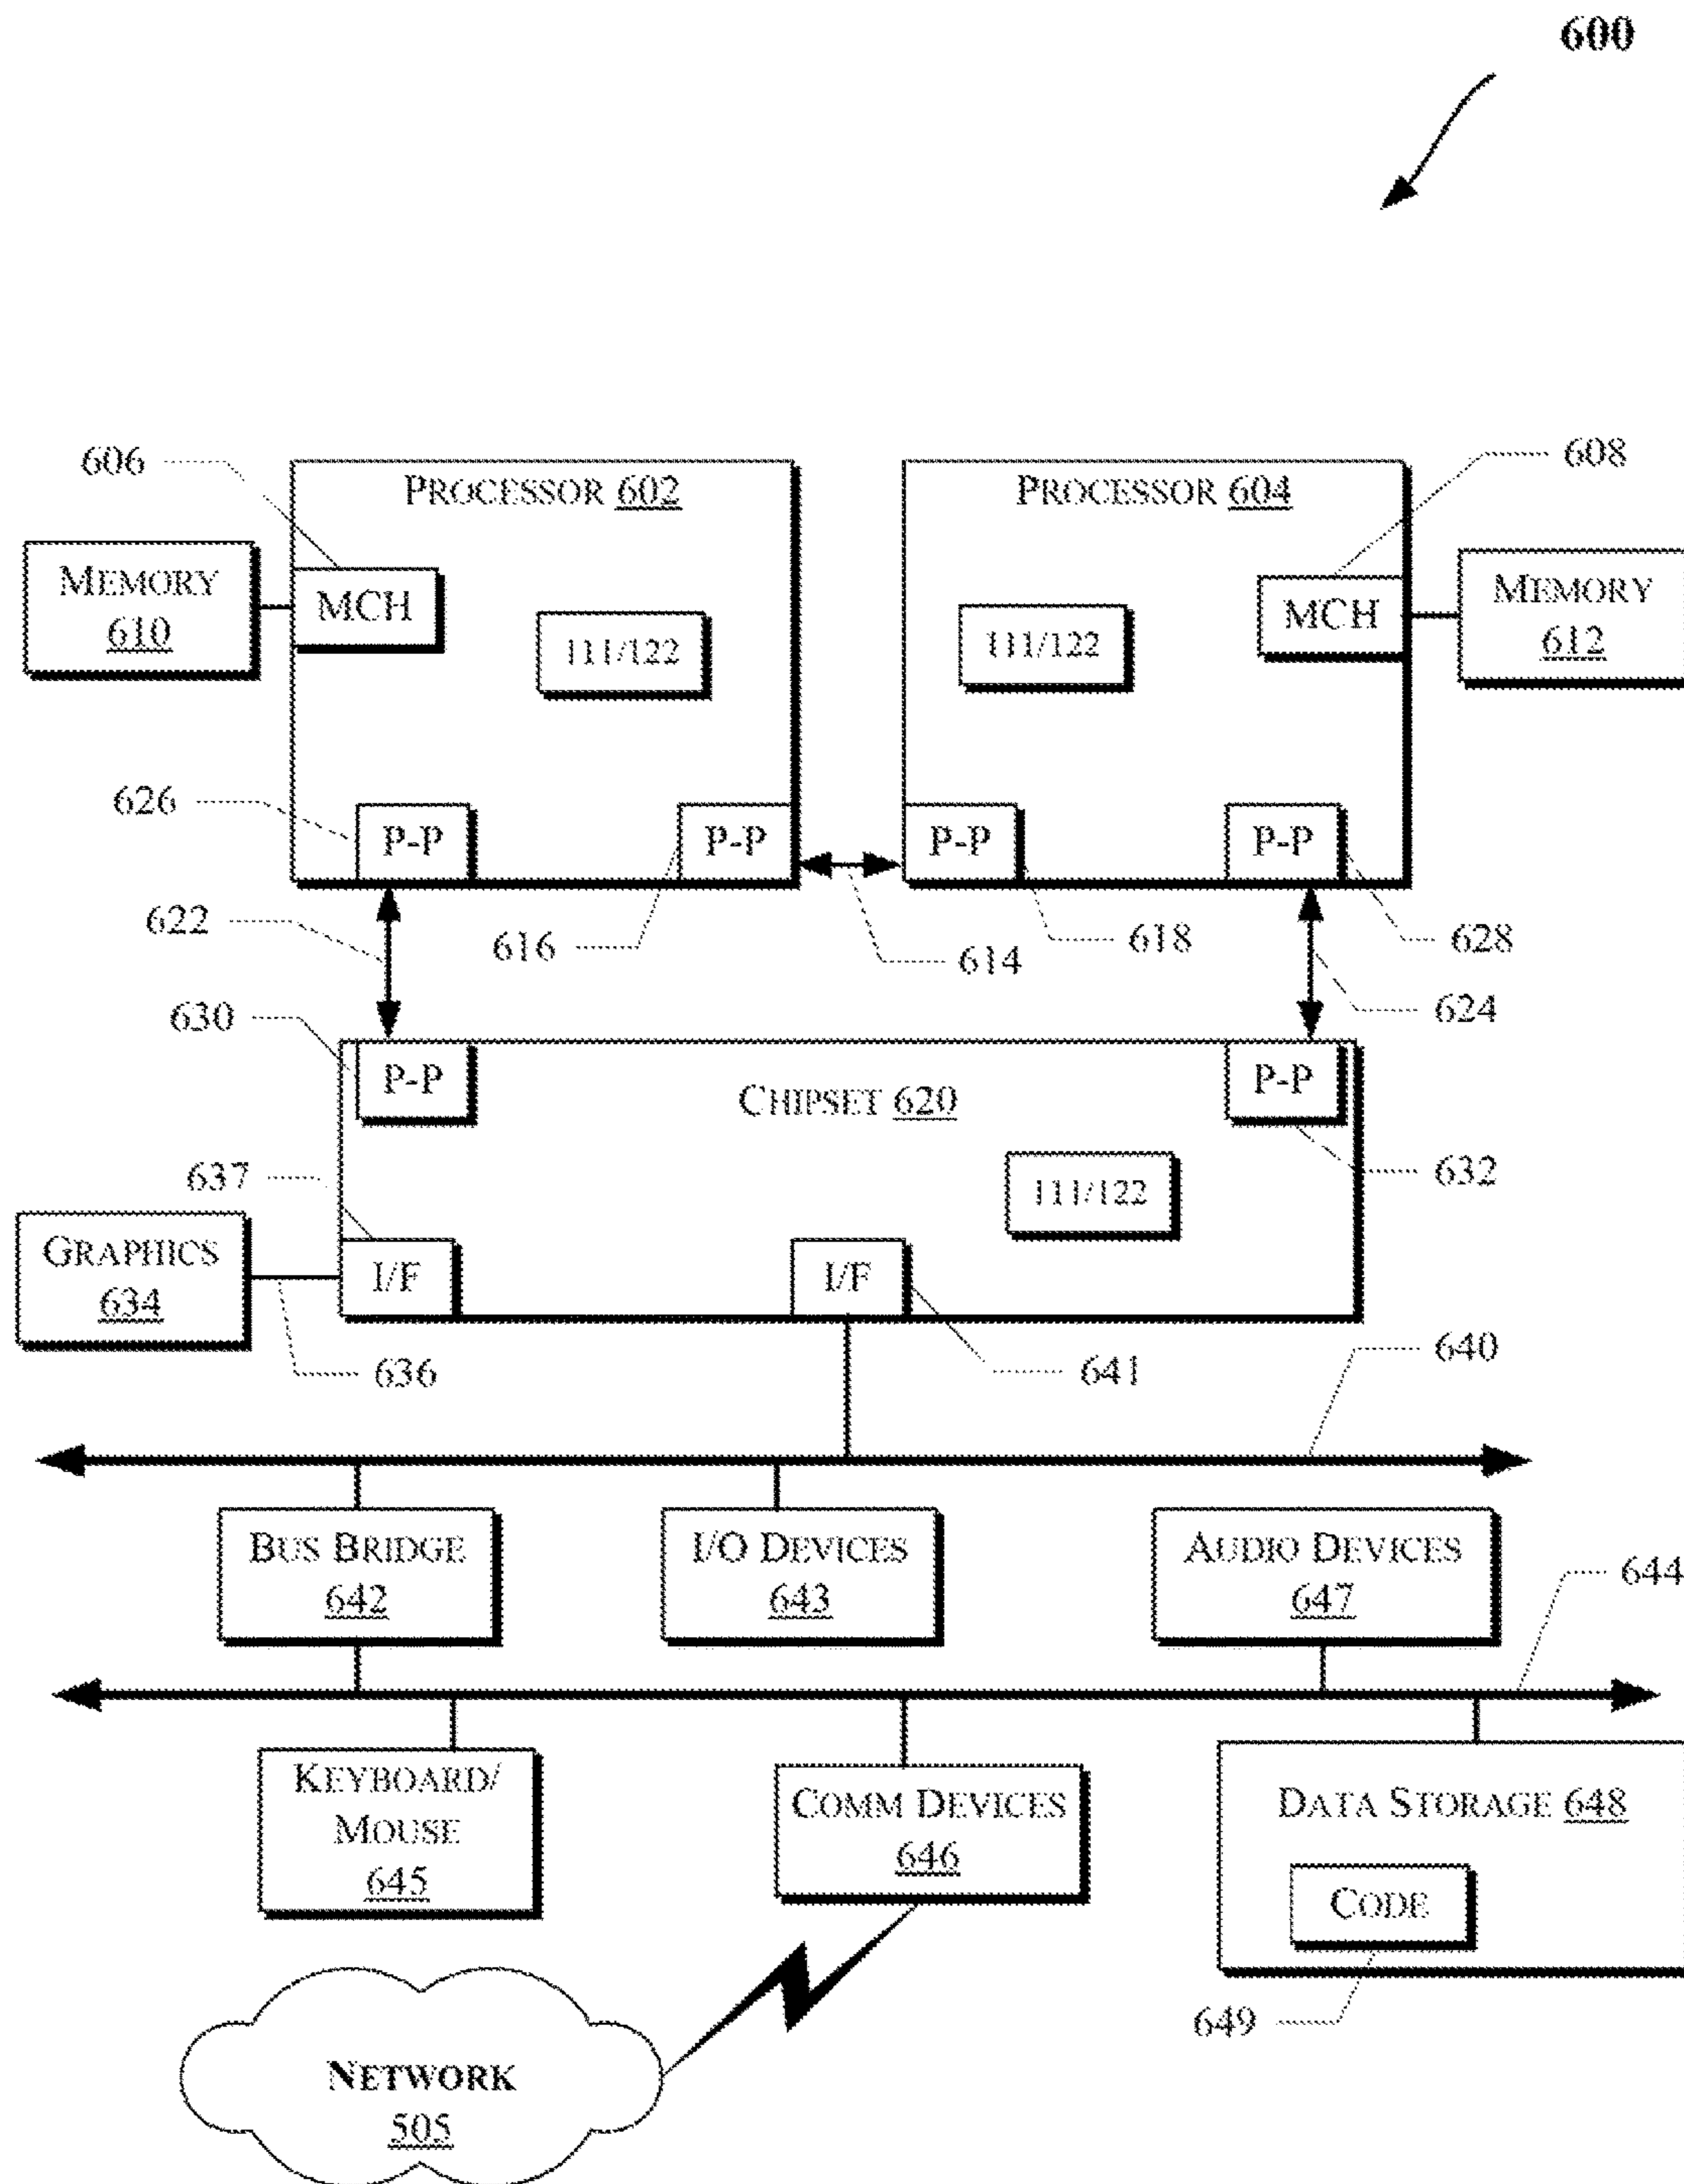 600
606
PROCESSOR 602
PROCESSOR 604
608
MEMORY
610
MCH
111/122
111/122
MCH
MEMORY
612
626
P-P
P-P
P-P
P-P
622
616
614
618
628
624
630
P-P
CHIPSET 620
P-P
637
111/122
632
GRAPHICS
634
I/F
I/F
636
641
640
BUS BRIDGE
642
I/O DEVICES
643
AUDIO DEVICES
647
644
KEYBOARD/
MOUSE
645
COMM DEVICES
646
DATA STORAGE 648
CODE
649
NETWORK
505